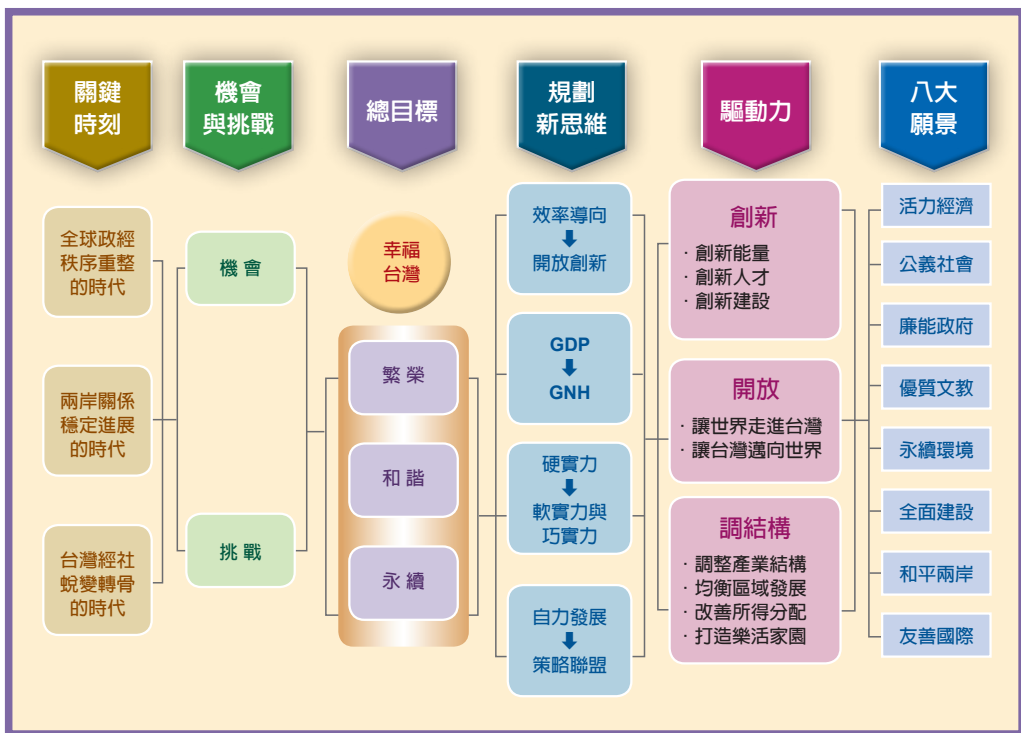 關鍵
時刻
機會
與挑戰
總目標
規劃
新思維
驅動力
八大
願景
全球政經
秩序重整
的時代
兩岸關係
穩定進展
的時代
台灣經社
蛻變轉骨
的時代
機會
挑戰
幸福
台灣
繁榮
和諧
永續
效率導向
開放創新
GDP
GNH
硬實力
軟實力與
巧實力
自力發展
策略聯盟
創新
· 創新能量
· 創新人才
· 創新建設
開放
· 讓世界走進台灣
· 讓台灣邁向世界
調結構
· 調整產業結構
· 均衡區域發展
· 改善所得分配
· 打造樂活家園
活力經濟
公義社會
廉能政府
優質文教
永續環境
全面建設
和平兩岸
友善國際